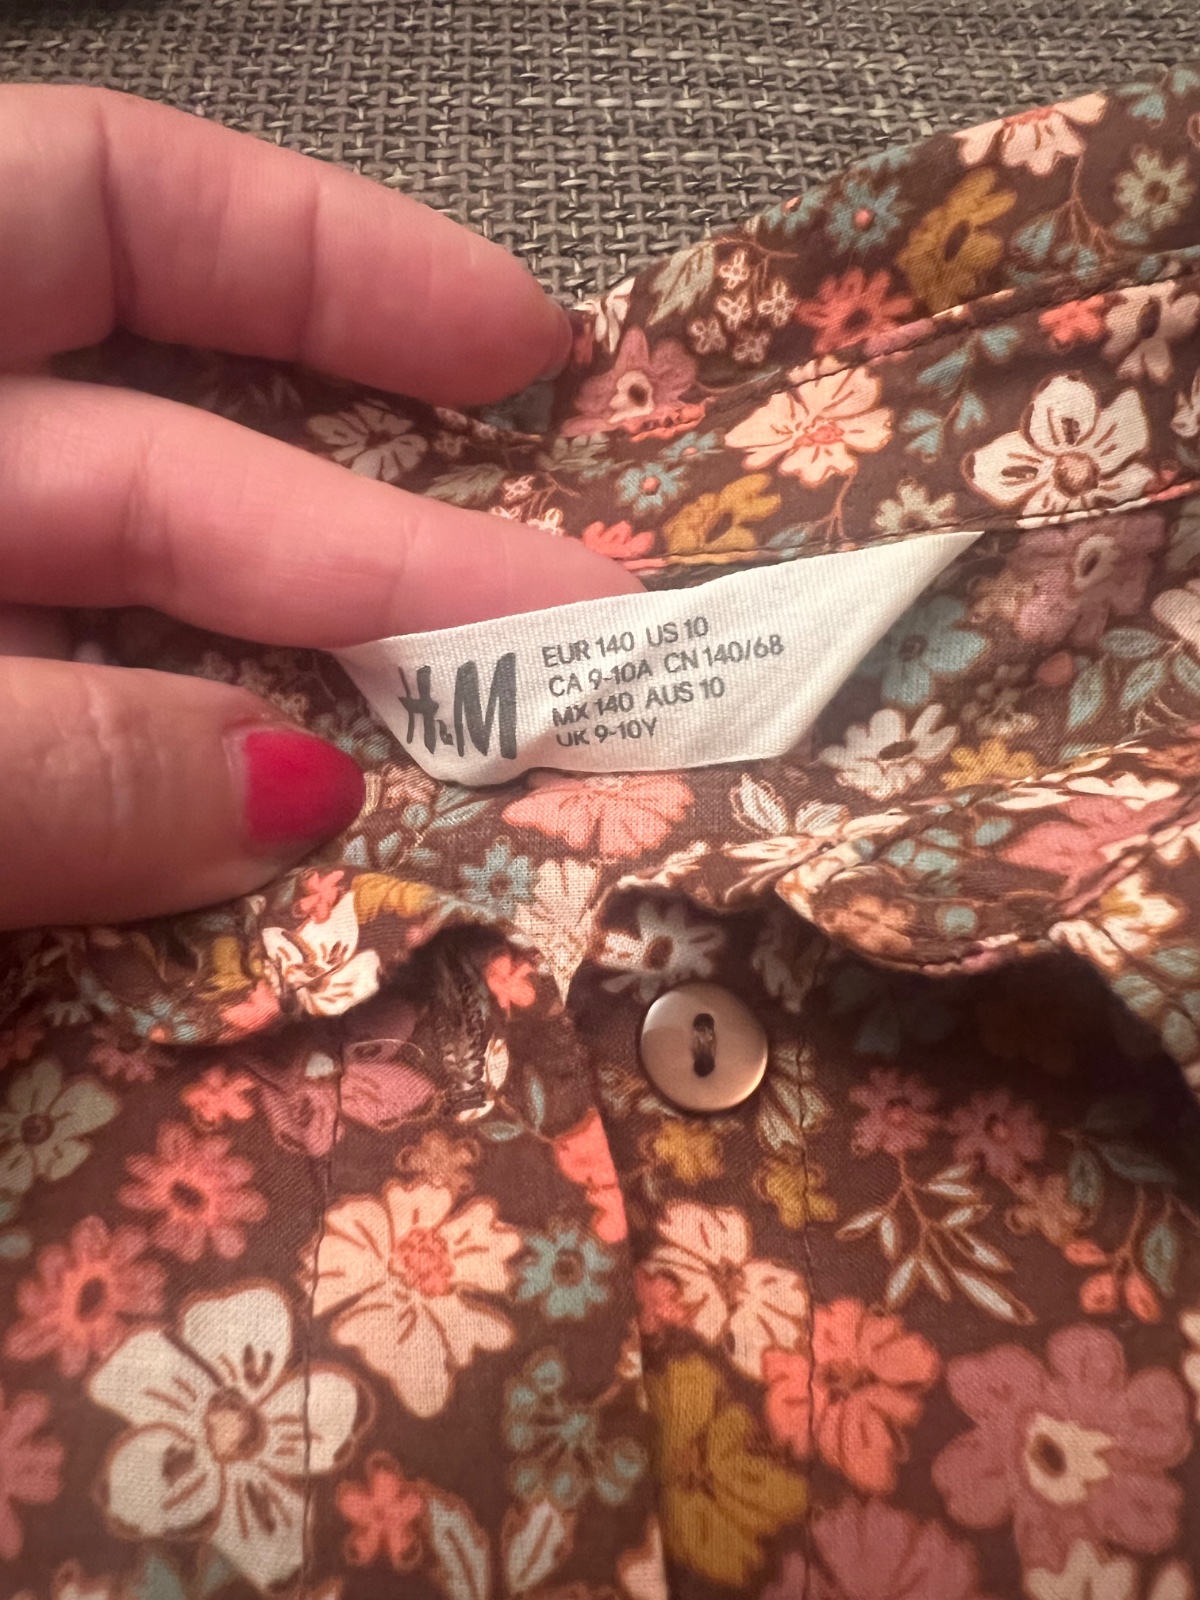 H&M
EUR 140 US 10
CA 9-10A CN 140/68
MX 140 AUS 10
UK 9-10Y